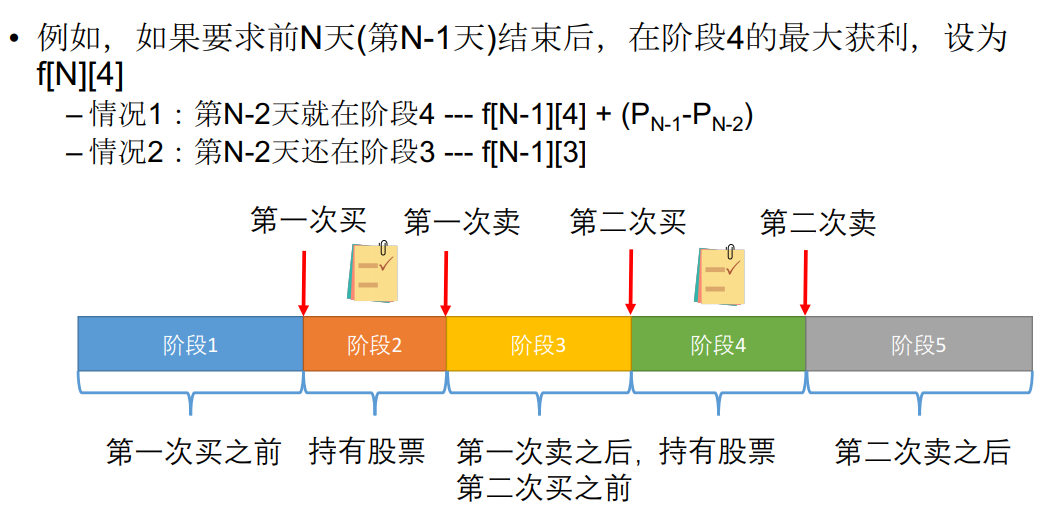 • 例如，如果要求前N天(第N-1天)结束后，在阶段4的最大获利，设为
f[N][4]
– 情况1：第N-2天就在阶段4 --- f[N-1][4] + (PN-1-PN-2)
– 情况2：第N-2天还在阶段3 --- f[N-1][3]
第一次买 第一次卖 第二次买 第二次卖
阶段1 阶段2 阶段3 阶段4 阶段5
第一次买之前 持有股票 第一次卖之后, 持有股票 第二次卖之后
第二次买之前